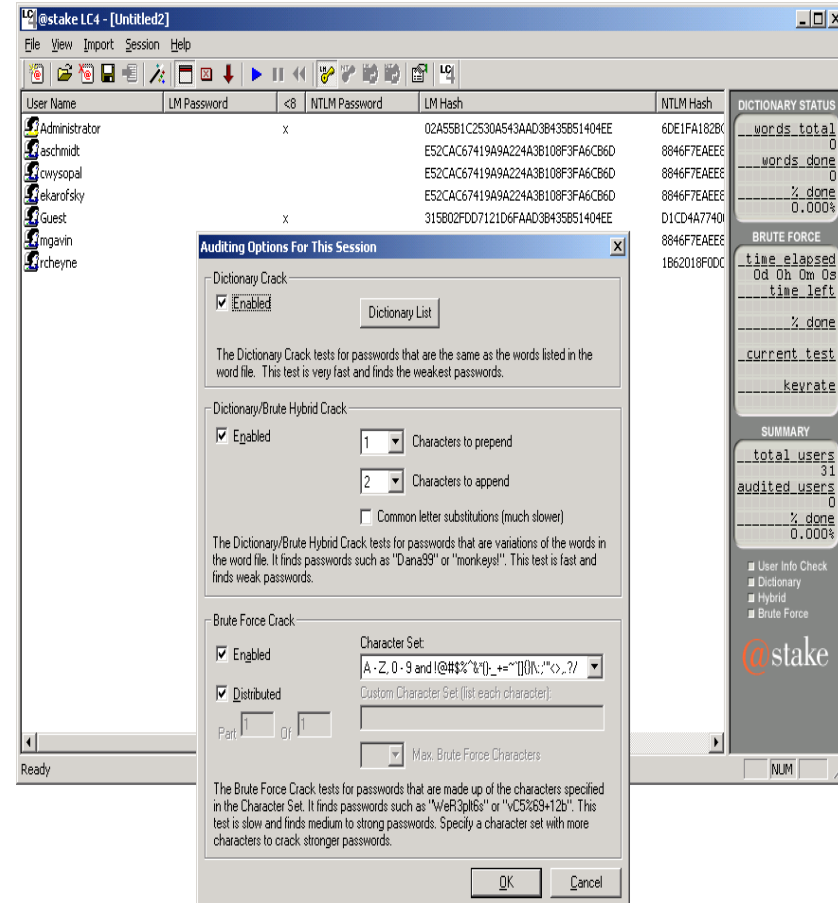 @stake LC4 - [Untitled2]
File View Import Session Help
User Name LM Password <8 NTLM Password LM Hash NTLM Hash
Administrator x 02A55B1C2530A543AAD3B435B51404EE 6DE1FA182B
aschmidt E52CAC67419A9A224A3B108F3FA6CB6D 8846F7EAEE8
cwysopal E52CAC67419A9A224A3B108F3FA6CB6D 8846F7EAEE8
ekarofsky E52CAC67419A9A224A3B108F3FA6CB6D 8846F7EAEE8
Guest x 315B02FDD7121D6FAAD3B435B51404EE D1CD4A7740
mgavin 8846F7EAEE8
rcheyne 1B62018F0D
Auditing Options For This Session
Dictionary Crack
Enabled
Dictionary List
The Dictionary Crack tests for passwords that are the same as the words listed in the
word file. This test is very fast and finds the weakest passwords.
Dictionary/Brute Hybrid Crack
Enabled
1 Characters to prepend
2 Characters to append
Common letter substitutions (much slower)
The Dictionary/Brute Hybrid Crack tests for passwords that are variations of the words in
the word file. It finds passwords such as "Dana99" or "monkeys!". This test is fast and
finds weak passwords.
Brute Force Crack
Enabled
Character Set:
A - Z, 0 - 9 and !@#$%^&*()-_+=~`[]{}|\:;"'<>,.?/
Distributed
Custom Character Set (list each character):
Part 1 Of 1
Max. Brute Force Characters
The Brute Force Crack tests for passwords that are made up of the characters specified
in the Character Set. It finds passwords such as "WeR3plt6s" or "vC5%69+12b". This
test is slow and finds medium to strong passwords. Specify a character set with more
characters to crack stronger passwords.
OK Cancel
DICTIONARY STATUS
words total
0
words done
0
% done
0.000%
BRUTE FORCE
time elapsed
0d 0h 0m 0s
time left
% done
current test
keyrate
SUMMARY
total users
31
audited users
0
% done
0.000%
User Info Check
Dictionary
Hybrid
Brute Force
@stake
Ready NUM